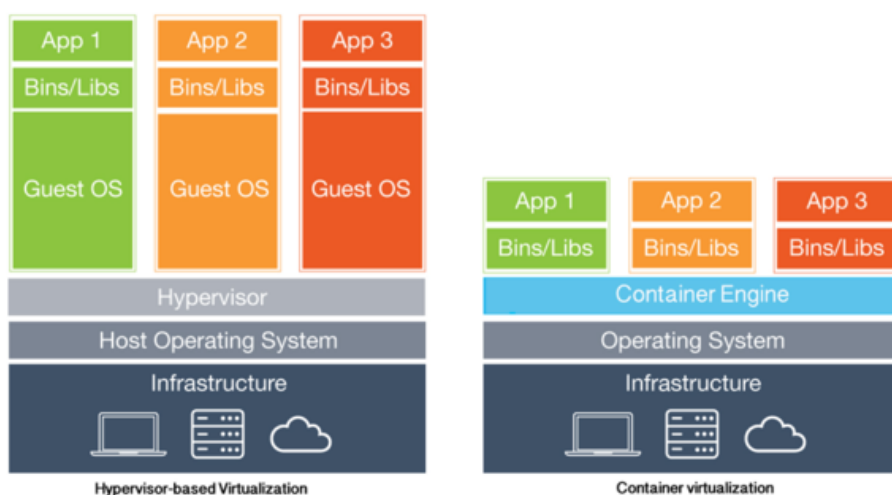 App 1
App 2
App 3
Bins/Libs
Bins/Libs
Bins/Libs
Guest OS
Guest OS
Guest OS
Hypervisor
Host Operating System
Infrastructure
Hypervisor-based Virtualization
App 1
App 2
App 3
Bins/Libs
Bins/Libs
Bins/Libs
Container Engine
Operating System
Infrastructure
Container virtualization